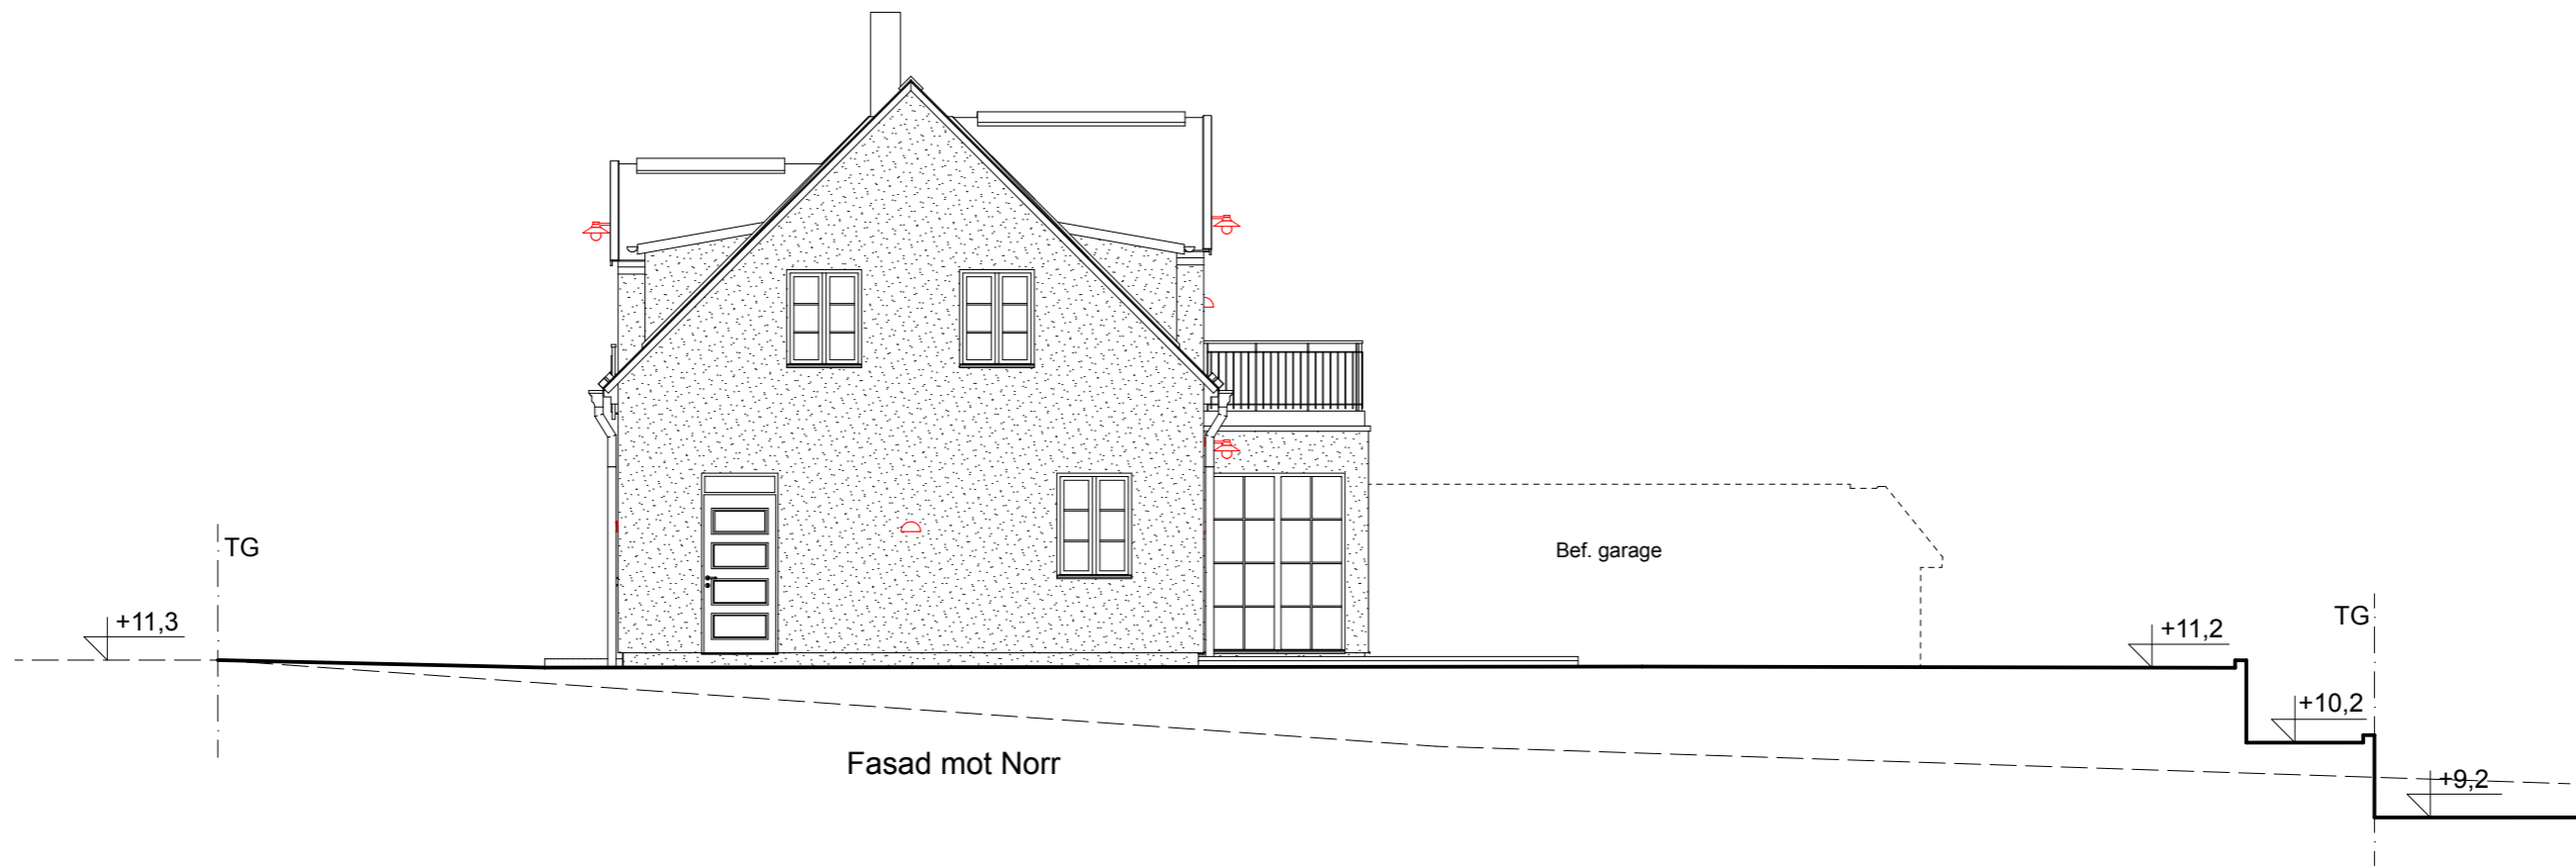 TG
Bef. garage
+11,3
TG
+11,2
+10,2
Fasad mot Norr
+9,2